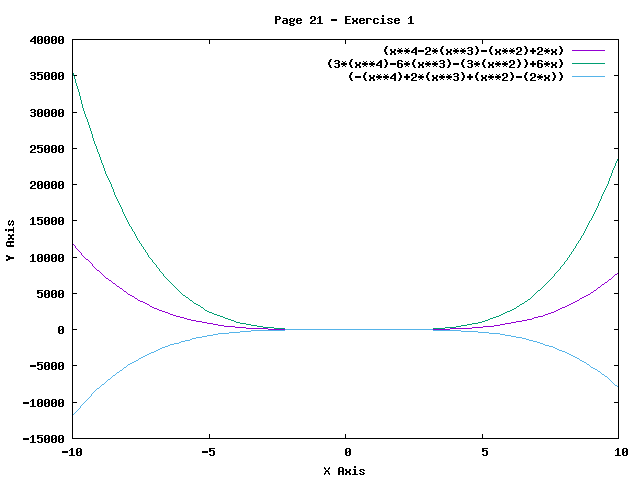 Page 21 - Exercise 1
40000
35000
30000
25000
20000
15000
10000
5000
0
-5000
-10000
-15000
Y Axis
(x**4-2*(x**3)-(x**2)+2*x)
(3*(x**4)-6*(x**3)-(3*(x**2))+6*x)
(-(x**4)+2*(x**3)+(x**2)-(2*x))
-10 -5 0 5 10
X Axis